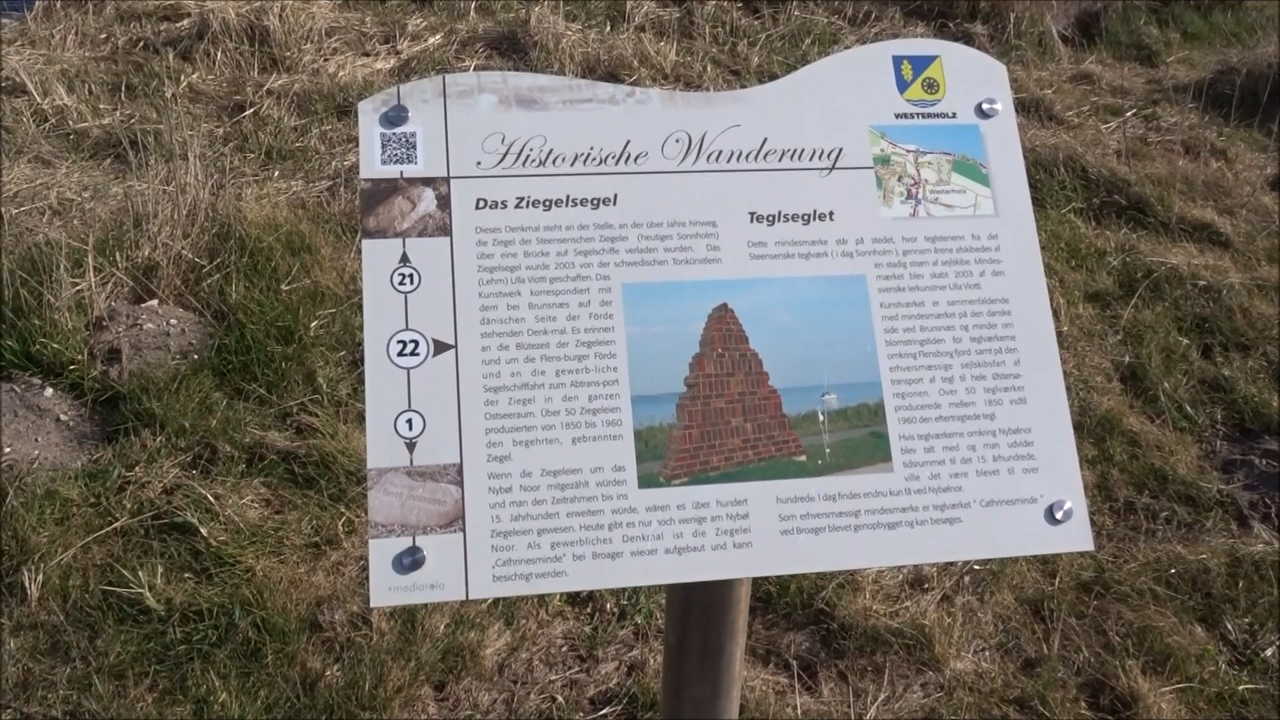 WESTERHOLZ
Historische Wanderung
Westerholz
21
22
1
Das Ziegelsegel
Dieses Denkmal steht an der Stelle, an der über Jahre hinweg,
die Ziegel der Steensenschen Ziegelei (heutiges Sonnholm)
über eine Brücke auf Segelschiffe verladen wurden. Das
Ziegelsegel wurde 2003 von der schwedischen Tonkünstlerin
(Lehm) Ulla Viotti geschaffen. Das
Kunstwerk korrespondiert mit
dem bei Brunsnæs auf der
dänischen Seite der Förde
stehenden Denk-mal. Es erinnert
an die Blütezeit der Ziegeleien
rund um die Flens-burger Förde
und an die gewerb-liche
Segelschifffahrt zum Abtrans-port
der Ziegel in den ganzen
Ostseeraum. Über 50 Ziegeleien
produzierten von 1850 bis 1960
den begehrten, gebrannten
Ziegel.
Wenn die Ziegeleien um das
Nybøl Noor mitgezählt würden
und man den Zeitrahmen bis ins
15. Jahrhundert erweitern würde, wären es über hundert
Ziegeleien gewesen. Heute gibt es nur noch wenige am Nybøl
Noor. Als gewerbliches Denkmal ist die Ziegelei
„Cathrinesminde" bei Broager wieder aufgebaut und kann
besichtigt werden.
Teglseglet
Dette mindesmærke står på stedet, hvor teglstenene fra det
Steensenske teglværk ( i dag Sonnholm ), gennem årene afskibedes af
en stadig strøm af sejlskibe. Mindes-
mærket blev skabt 2003 af den
svenske lerkunstner Ulla Viotti.
Kunstværket er sammenfaldende
med mindesmærket på den danske
side ved Brunsnæs og minder om
blomstringstiden for teglværkerne
omkring Flensborg fjord samt på den
erhversmæssige sejlskibsfart af
transport af tegl til hele Østersø-
regionen. Over 50 teglværker
producerede mellem 1850 indtil
1960 den eftertragtede tegl.
Hvis teglværkerne omkring Nybølnor
blev talt med og man udvider
tidsrummet til det 15. århundrede,
ville det være blevet til over
hundrede. I dag findes endnu kun få ved Nybølnor.
Som erhversmæssigt mindesmærke er teglværket " Cathrinesminde "
ved Broager blevet genopbygget og kan besøges.